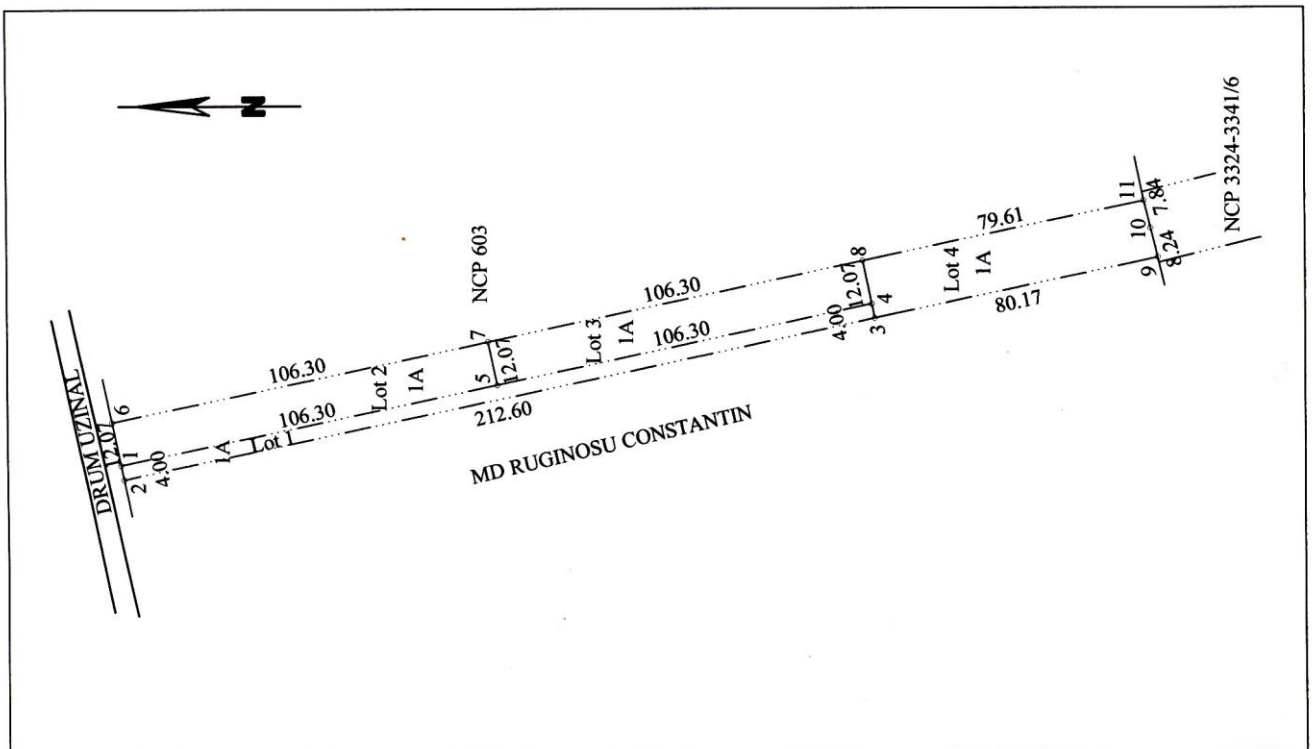 N
DRUM UZINAL
12.07
1
6
2
4.00
106.30
NCP 603
7
Lot 2
1A
106.30
5
12.07
1A
Lot 1
212.60
MD RUGINOSU CONSTANTIN
106.30
Lot 3
1A
106.30
4.00
12.07
8
3
4
79.61
Lot 4
1A
80.17
11
10
7.84
9
8.24
NCP 3324-3341/6